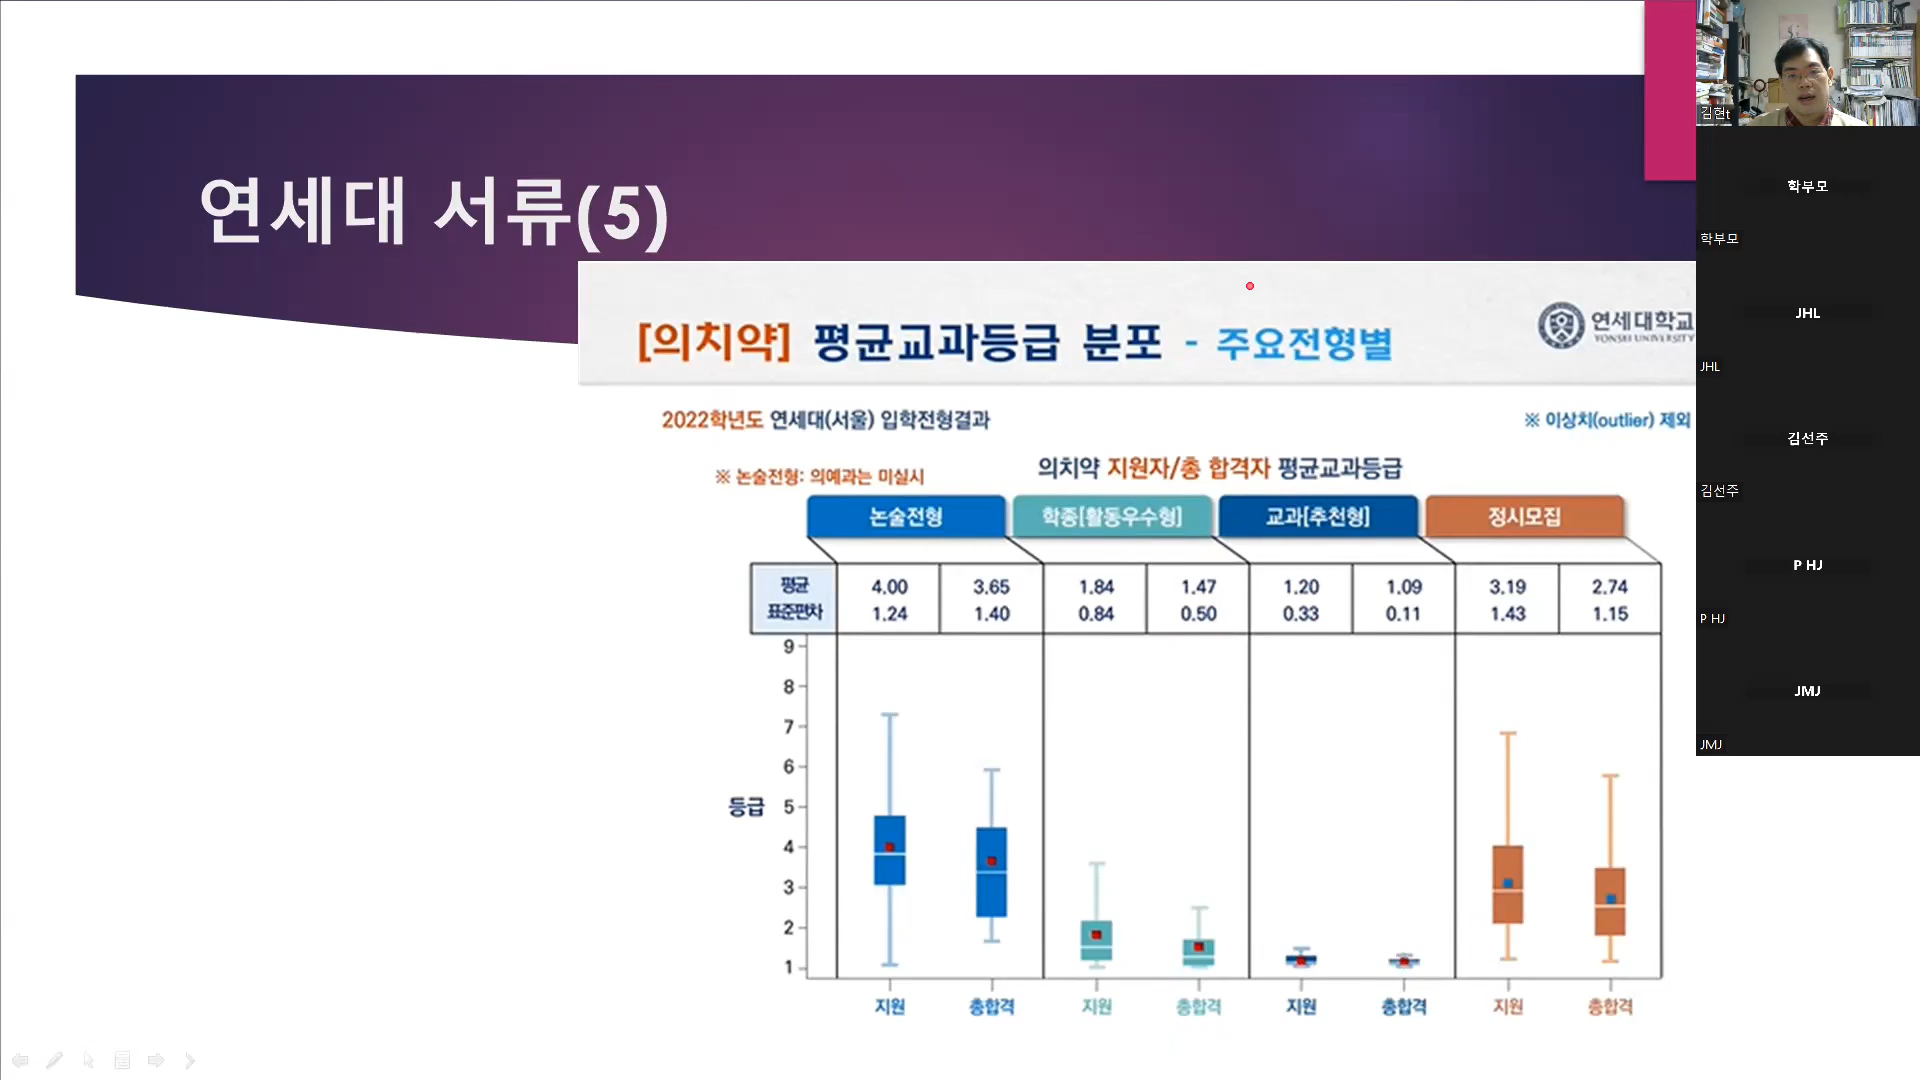 연세대 서류(5)
[의치약] 평균교과등급 분포 - 주요전형별
연세대학교
YONSEI UNIVERSITY
2022학년도 연세대(서울) 입학전형결과
※ 이상치(outlier) 제외
※ 논술전형: 의예과는 미실시
의치약 지원자/총 합격자 평균교과등급
논술전형 학종[활동우수형] 교과[추천형] 정시모집
평균 4.00 3.65 1.84 1.47 1.20 1.09 3.19 2.74
표준편차 1.24 1.40 0.84 0.50 0.33 0.11 1.43 1.15
9
8
7
6
등급 5
4
3
2
1
지원 총합격 지원 총합격 지원 총합격 지원 총합격
김현t
학부모
학부모
JHL
JHL
김선주
김선주
P HJ
P HJ
JMJ
JMJ